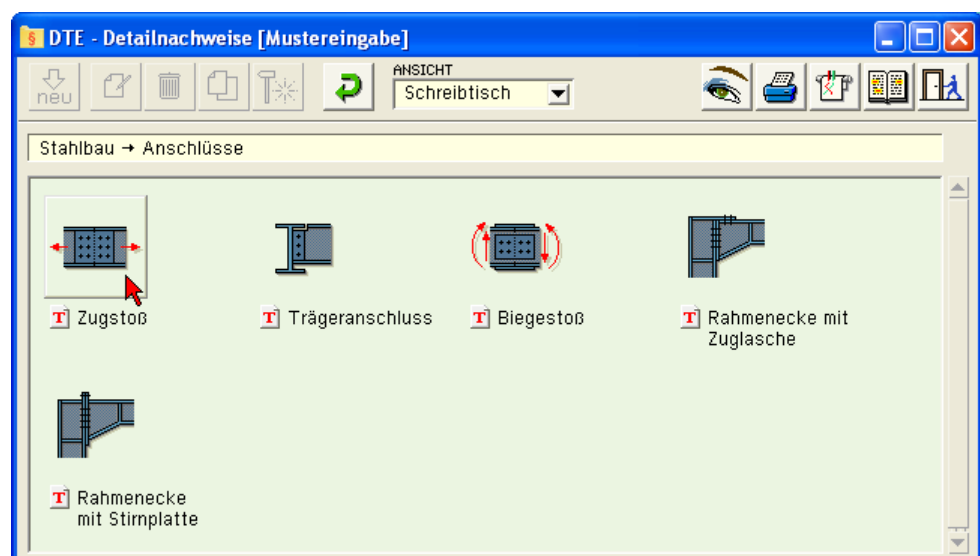 § DTE - Detailnachweise [Mustereingabe]
neu
ANSICHT
Schreibtisch
Stahlbau → Anschlüsse
T Zugstoß
T Trägeranschluss
T Biegestoß
T Rahmenecke mit
Zuglasche
T Rahmenecke
mit Stirnplatte